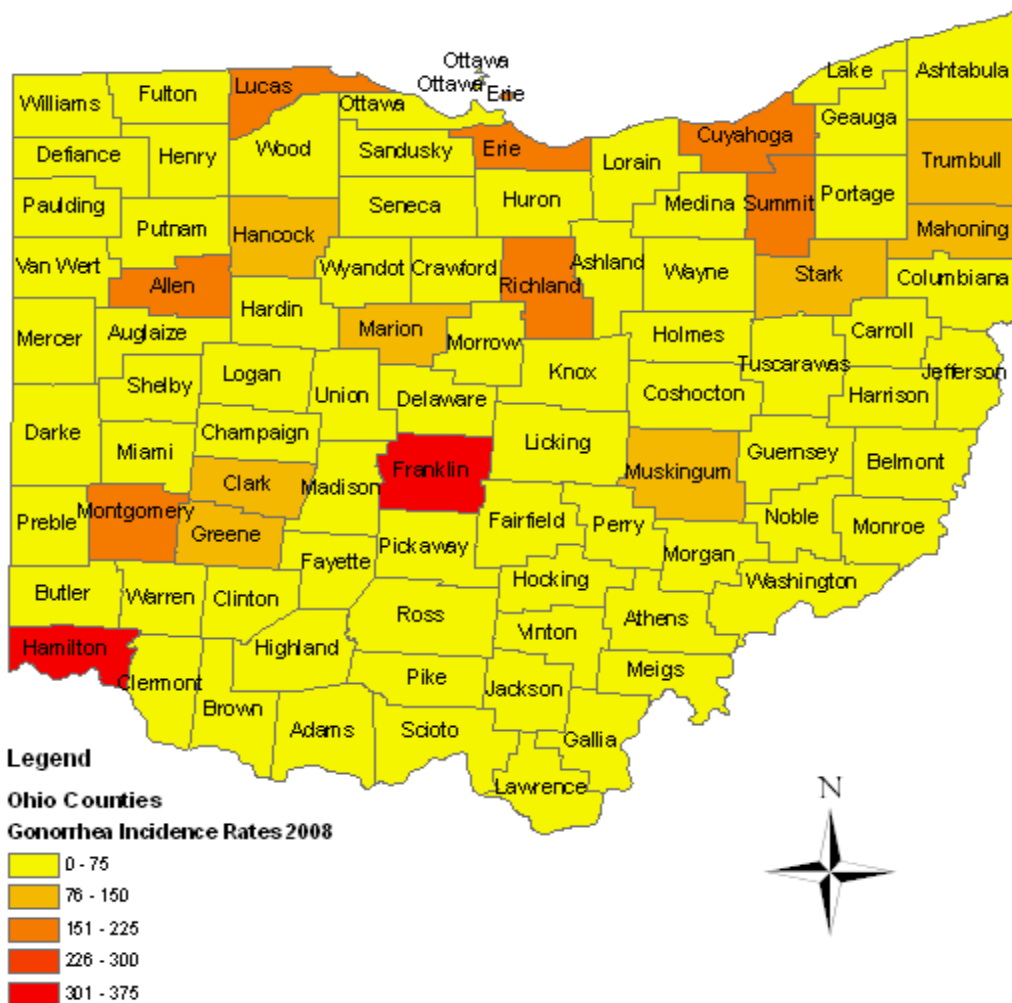 Ottawa
Lake
Ashtabula
Ottawa
Erie
Williams
Fulton
Lucas
Ottawa
Geauga
Cuyahoga
Defiance
Henry
Wood
Sandusky
Erie
Lorain
Trumbull
Paulding
Seneca
Huron
Medina
Summit
Portage
Putnam
Hancock
Mahoning
Van Wert
Wyandot
Crawford
Ashland
Wayne
Stark
Columbiana
Allen
Richland
Hardin
Mercer
Auglaize
Marion
Morrow
Holmes
Carroll
Tuscarawas
Jefferson
Shelby
Logan
Union
Knox
Delaware
Coshocton
Harrison
Darke
Miami
Champaign
Licking
Guernsey
Belmont
Franklin
Muskingum
Clark
Madison
Montgomery
Preble
Greene
Fairfield
Perry
Noble
Monroe
Pickaway
Morgan
Fayette
Hocking
Washington
Butler
Warren
Clinton
Ross
Athens
Vinton
Hamilton
Highland
Meigs
Clermont
Pike
Jackson
Brown
Adams
Scioto
Gallia
Lawrence
Legend
Ohio Counties
Gonorrhea Incidence Rates 2008
0 - 75
76 - 150
151 - 225
226 - 300
301 - 375
N